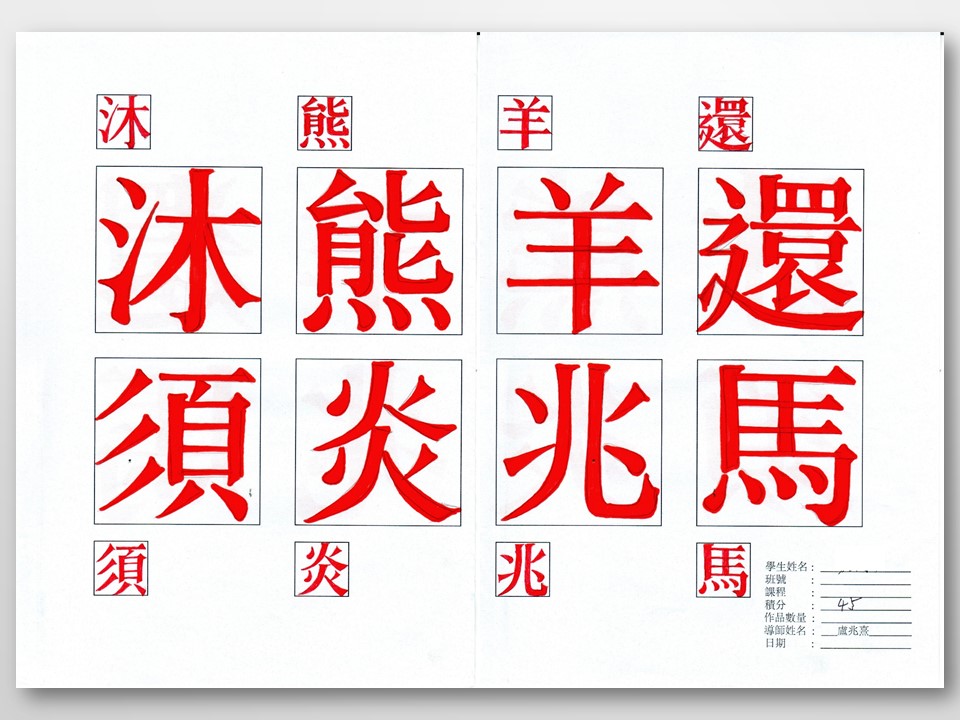 沐 熊 羊 還
沐 熊 羊 還
須 炎 兆 馬
須 炎 兆 馬
學生姓名：
班號：
課程：
積分：45
作品數量：
導師姓名：盧兆熹
日期：